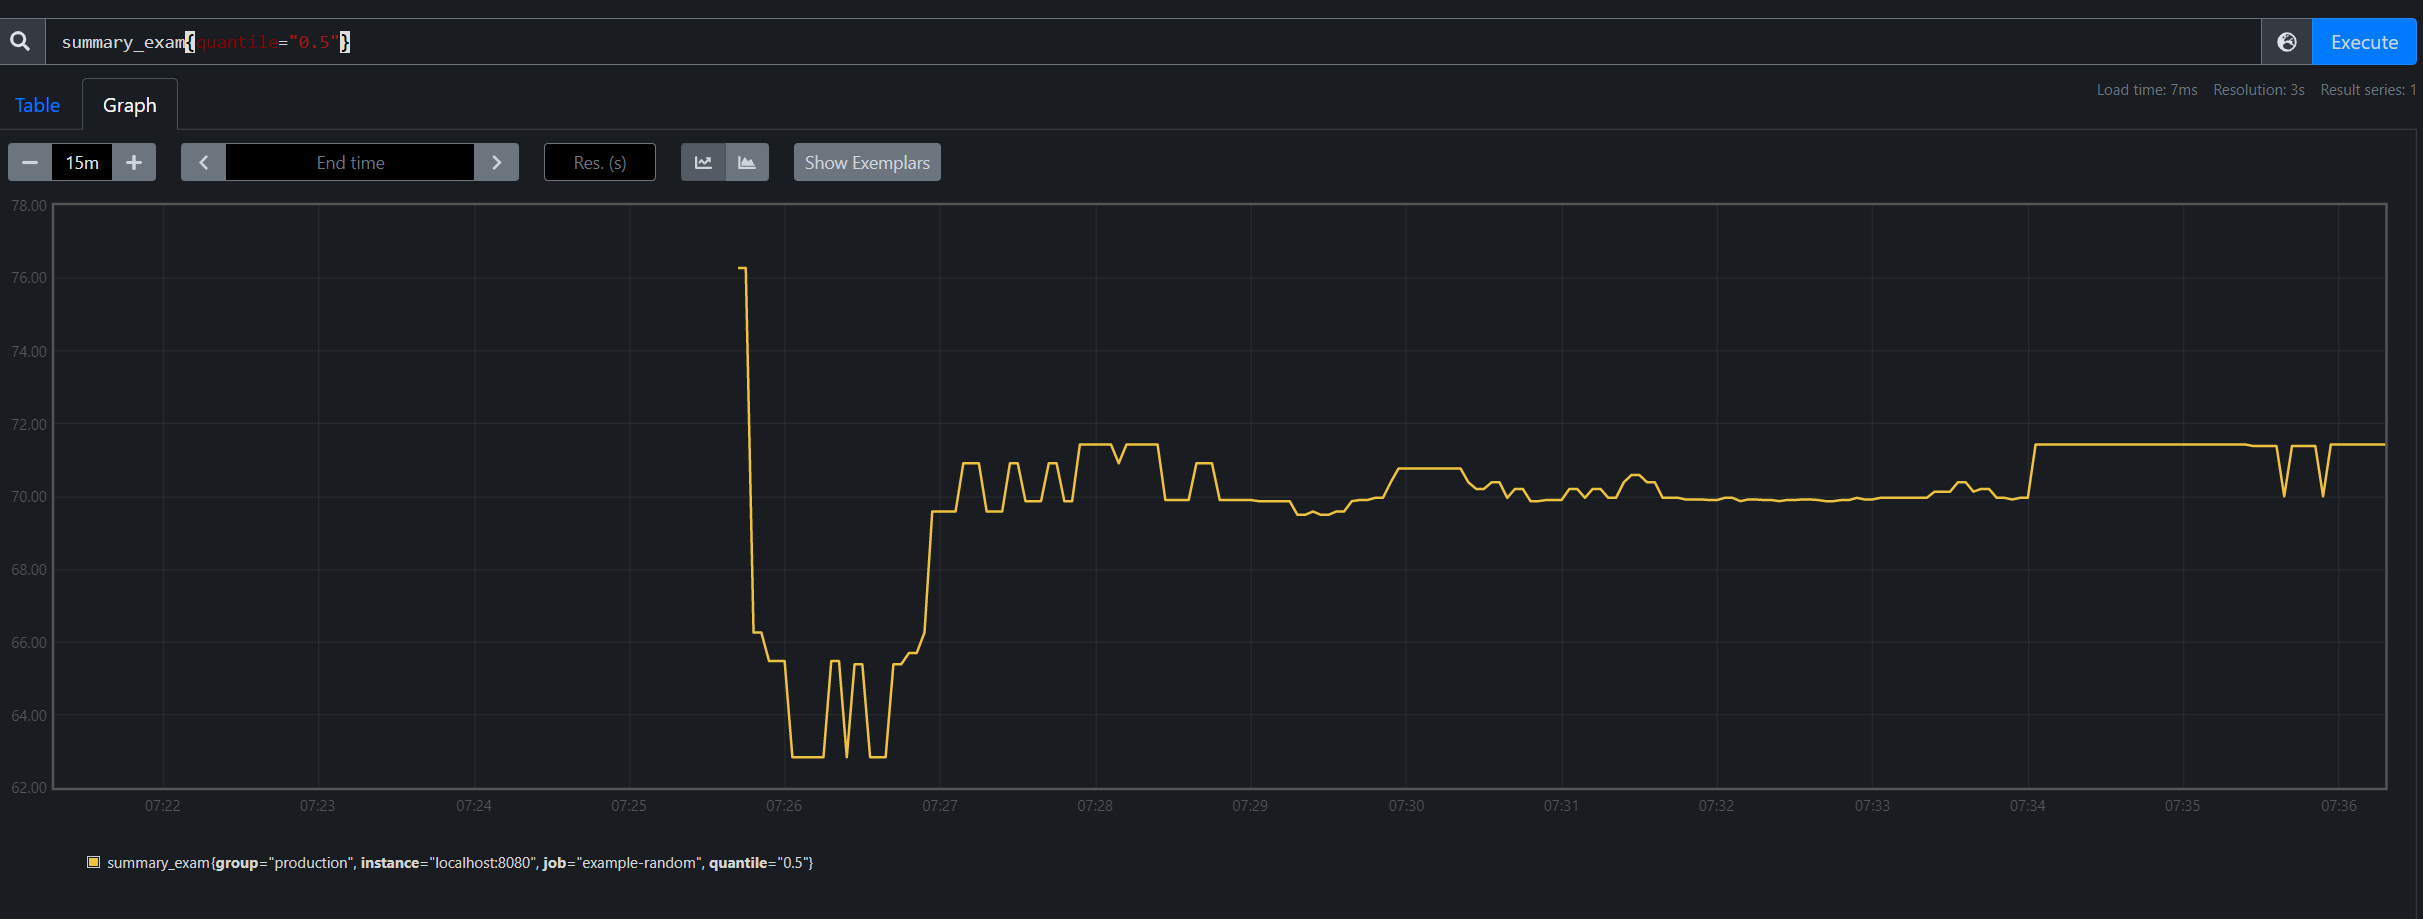 summary_exam{quantile="0.5"}
Execute
Table
Graph
Load time: 7ms Resolution: 3s Result series: 1
15m
End time
Res. (s)
Show Exemplars
78.00
76.00
74.00
72.00
70.00
68.00
66.00
64.00
62.00
07:22 07:23 07:24 07:25 07:26 07:27 07:28 07:29 07:30 07:31 07:32 07:33 07:34 07:35 07:36
summary_exam{group="production", instance="localhost:8080", job="example-random", quantile="0.5"}